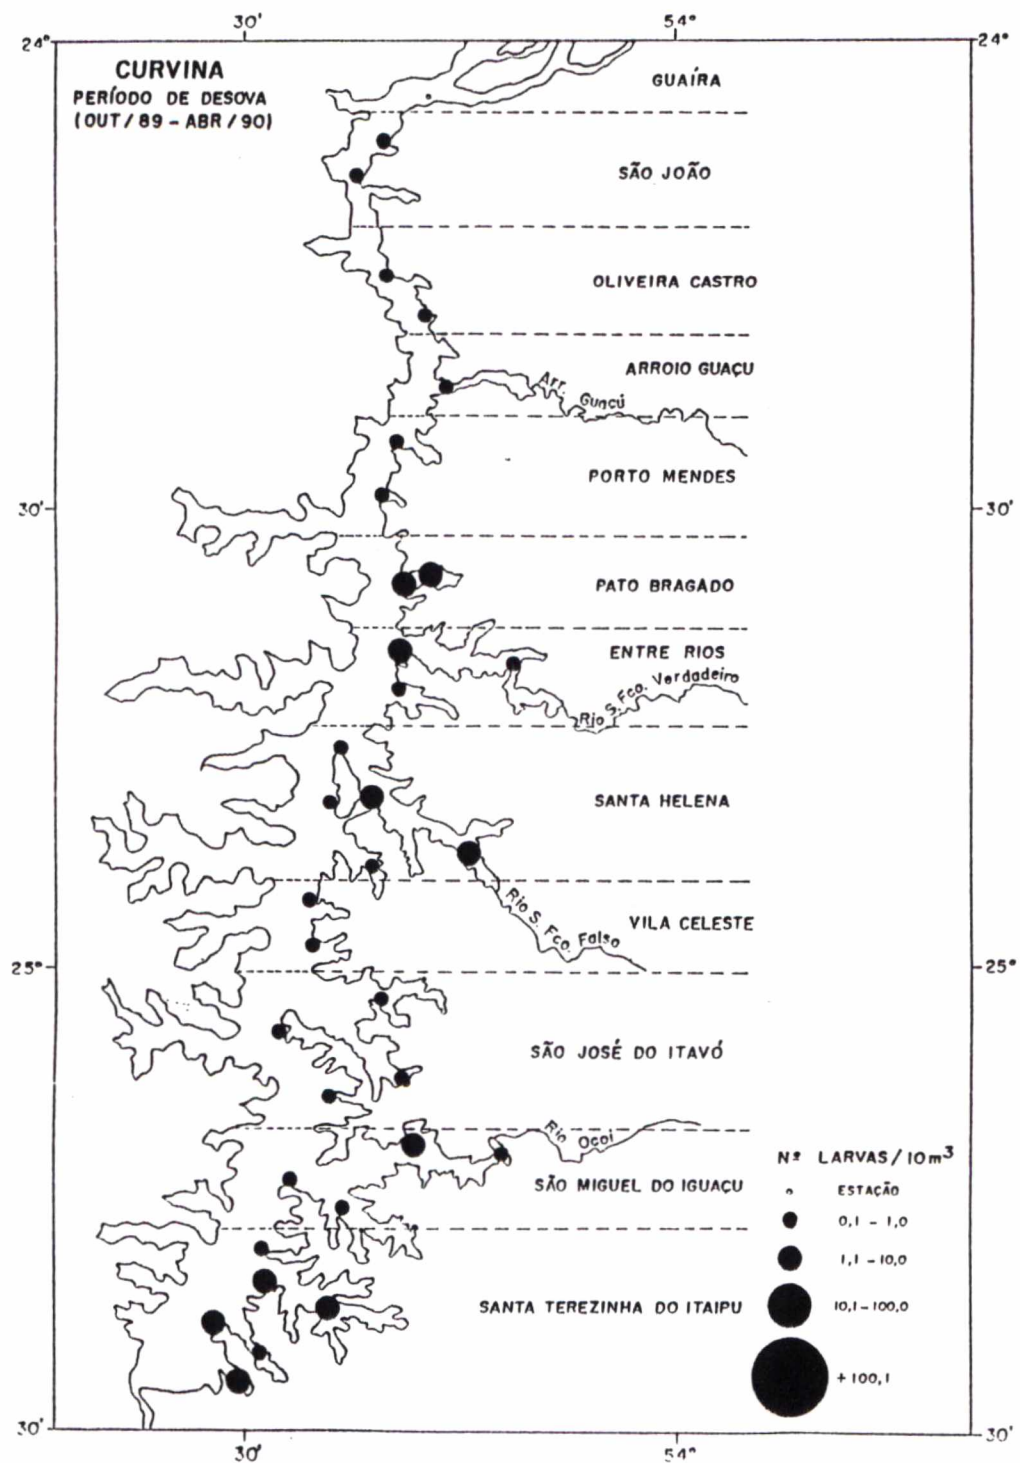 30' 54°
24° 24°
CURVINA
PERÍODO DE DESOVA
(OUT/89 - ABR/90)
GUAÍRA
SÃO JOÃO
OLIVEIRA CASTRO
ARROIO GUAÇU
Arr. Guaçú
PORTO MENDES
30' 30'
PATO BRAGADO
ENTRE RIOS
Rio S. Fco. Verdadeiro
SANTA HELENA
Rio S. Fco. Falso
VILA CELESTE
25° 25°
SÃO JOSÉ DO ITAVÓ
Rio Ocoi
Nº LARVAS/10m³
SÃO MIGUEL DO IGUAÇU
ESTAÇÃO
0,1 - 1,0
1,1 - 10,0
SANTA TEREZINHA DO ITAIPU
10,1-100,0
+ 100,1
30' 30'
30' 54°